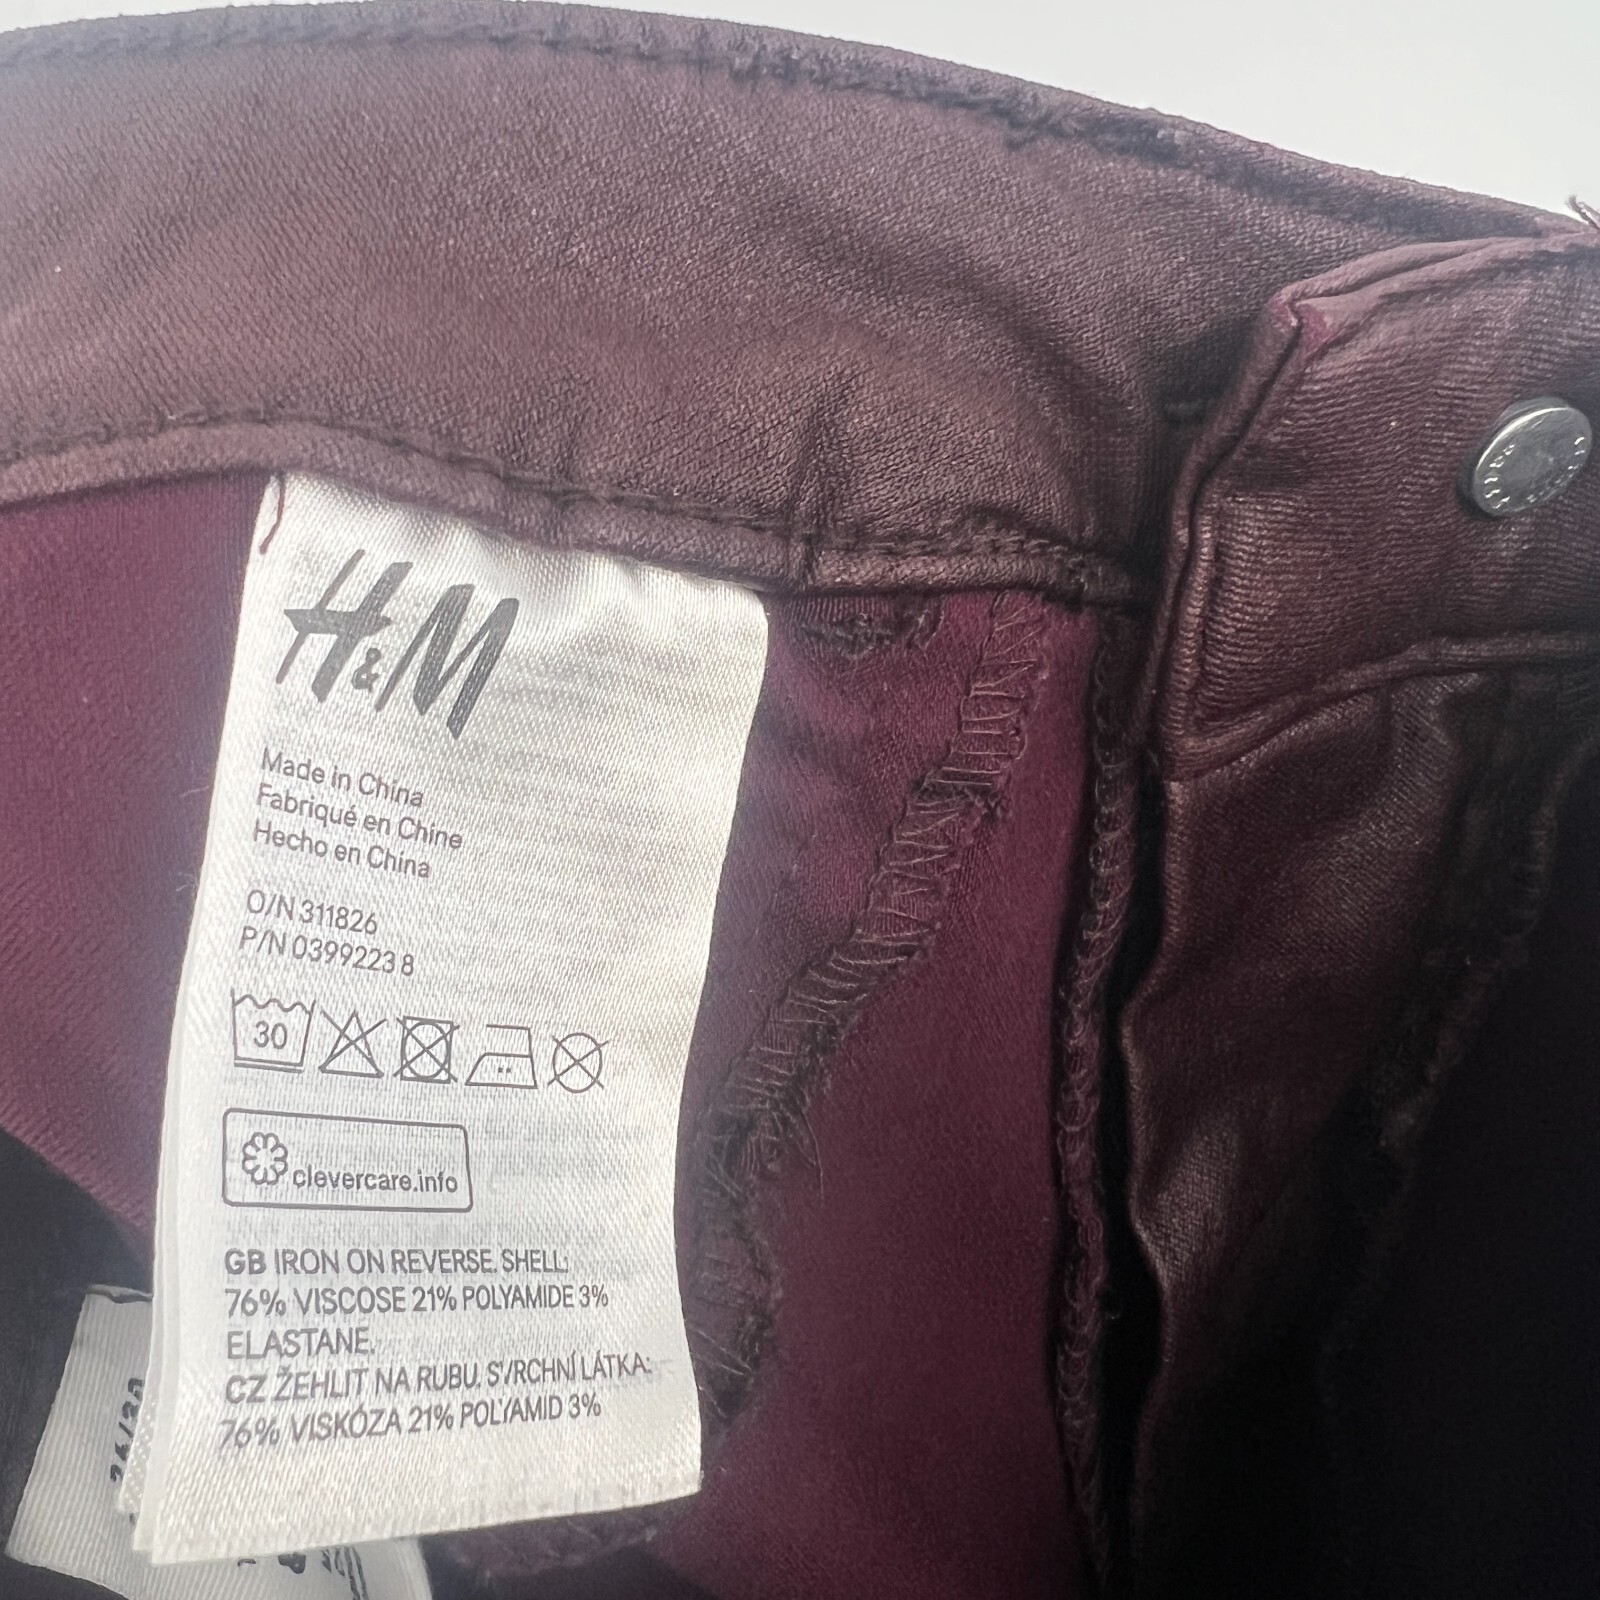 H&M
Made in China
Fabriqué en Chine
Hecho en China
O/N 311826
P/N 0399223 8
30
clevercare.info
GB IRON ON REVERSE. SHELL:
76% VISCOSE 21% POLYAMIDE 3%
ELASTANE.
CZ ŽEHLIT NA RUBU. SVRCHNÍ LÁTKA:
76% VISKÓZA 21% POLYAMID 3%